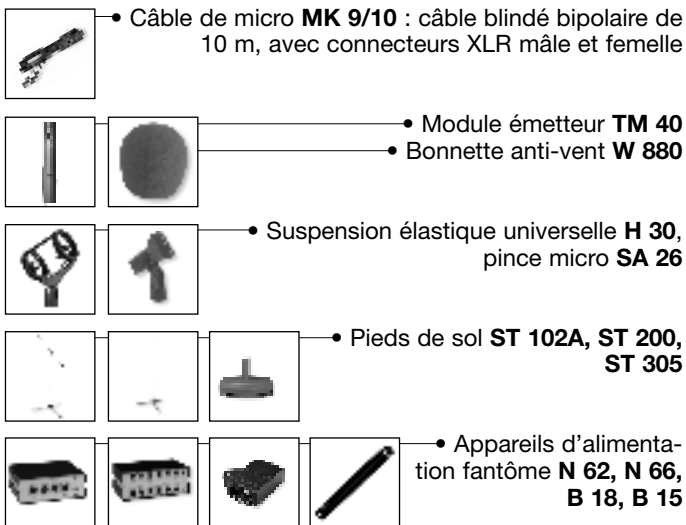 • Câble de micro MK 9/10 : câble blindé bipolaire de
10 m, avec connecteurs XLR mâle et femelle
• Module émetteur TM 40
• Bonnette anti-vent W 880
• Suspension élastique universelle H 30,
pince micro SA 26
• Pieds de sol ST 102A, ST 200,
ST 305
• Appareils d’alimenta-
tion fantôme N 62, N 66,
B 18, B 15